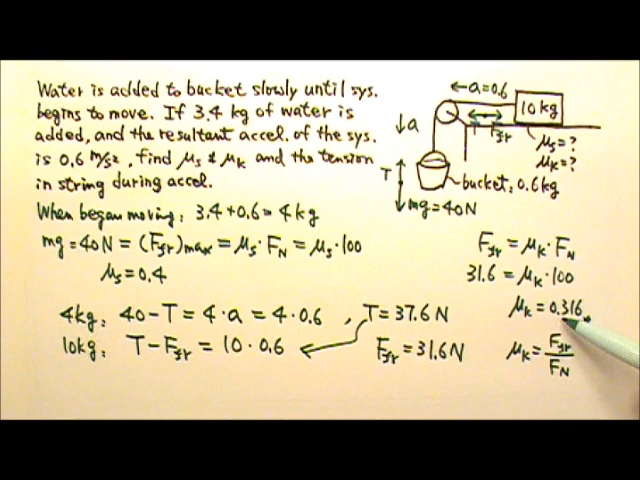 Water is added to bucket slowly until sys.
begins to move. If 3.4 kg of water is
added, and the resultant accel. of the sys.
is 0.6 m/s², find μs & μk and the tension
in string during accel.
← a=0.6
10kg
↓a
T Ffr
μs=?
μk=?
T
bucket: 0.6kg
mg=40N
When began moving: 3.4+0.6=4kg
mg=40N=(Ffr)max=μs·FN=μs·100
μs=0.4
4kg: 40-T=4·a=4·0.6, T=37.6N
10kg: T-Ffr=10·0.6
Ffr=31.6N
Ffr=μk·FN
31.6=μk·100
μk=0.316
μk=Ffr/FN